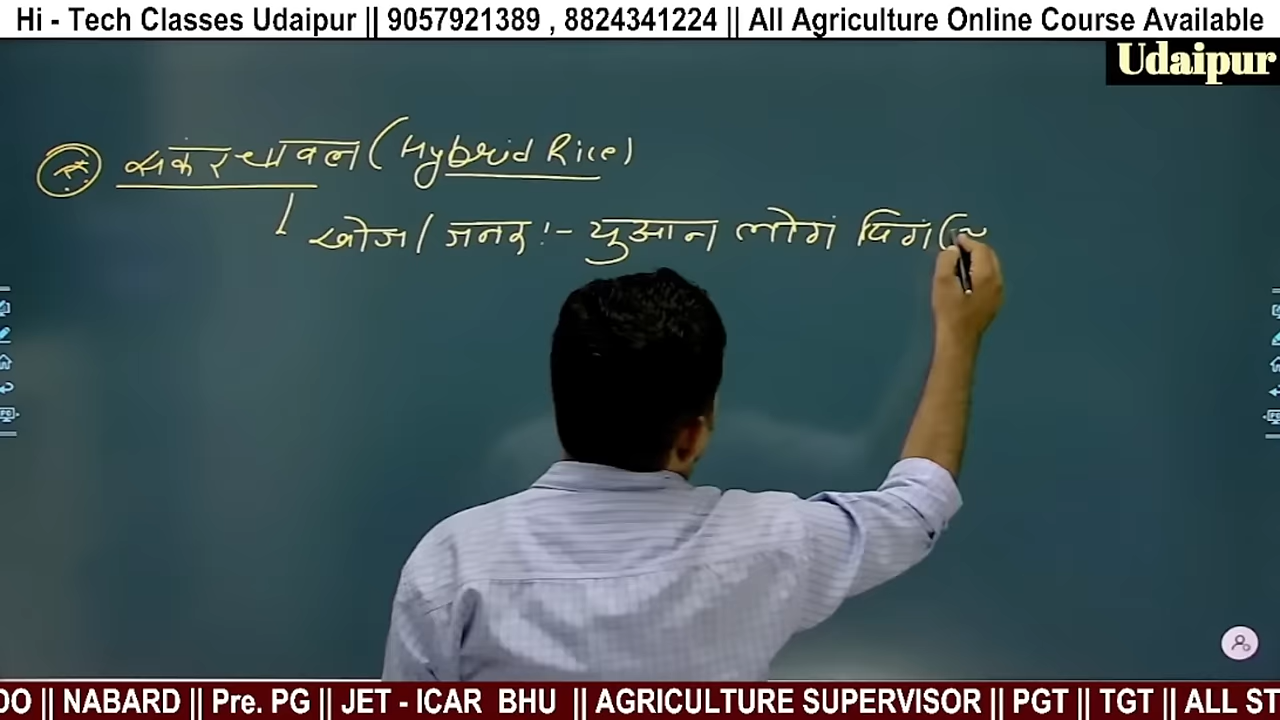 Hi - Tech Classes Udaipur || 9057921389 , 8824341224 || All Agriculture Online Course Available
Udaipur
संकर चावल ( Hybrid Rice )
खोज / जनक :- युआन लोंग पिंग (
DO || NABARD || Pre. PG || JET - ICAR BHU || AGRICULTURE SUPERVISOR || PGT || TGT || ALL ST